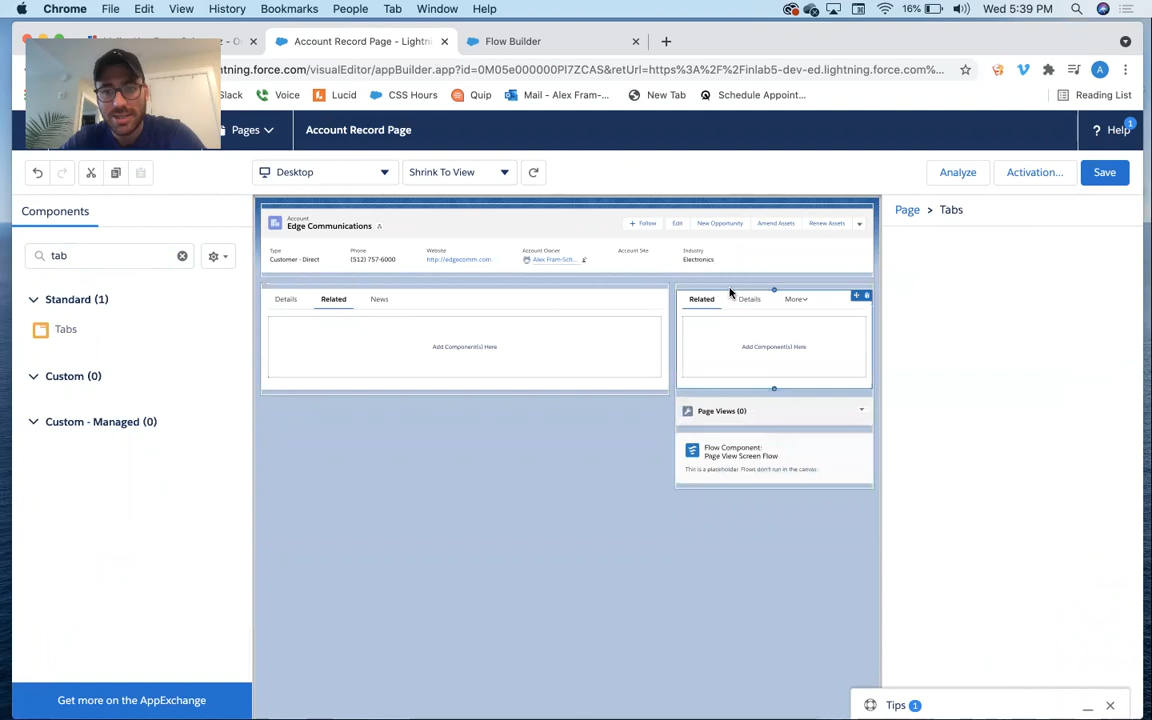 Chrome File Edit View History Bookmarks People Tab Window Help
16% Wed 5:39 PM
Account Record Page - Lightni
Flow Builder
htning.force.com/visualEditor/appBuilder.app?id=0M05e000000Pl7ZCAS&retUrl=https%3A%2F%2Finlab5-dev-ed.lightning.force.com%...
A
Slack Voice Lucid CSS Hours Quip Mail - Alex Fram-... New Tab Schedule Appoint... Reading List
Pages Account Record Page ? Help 1
Desktop Shrink To View Analyze Activation... Save
Components
Page > Tabs
tab
Standard (1)
Tabs
Custom (0)
Custom - Managed (0)
Get more on the AppExchange
Account
Edge Communications
+ Follow Edit New Opportunity Amend Assets Renew Assets
Type Phone Website Account Owner Account Site Industry
Customer - Direct (512) 757-6000 http://edgecomm.com Alex Fram-Sch... Electronics
Details Related News
Add Component(s) Here
Related Details More
Add Component(s) Here
Page Views (0)
Flow Component:
Page View Screen Flow
This is a placeholder. Flows don't run in the canvas.
Tips 1